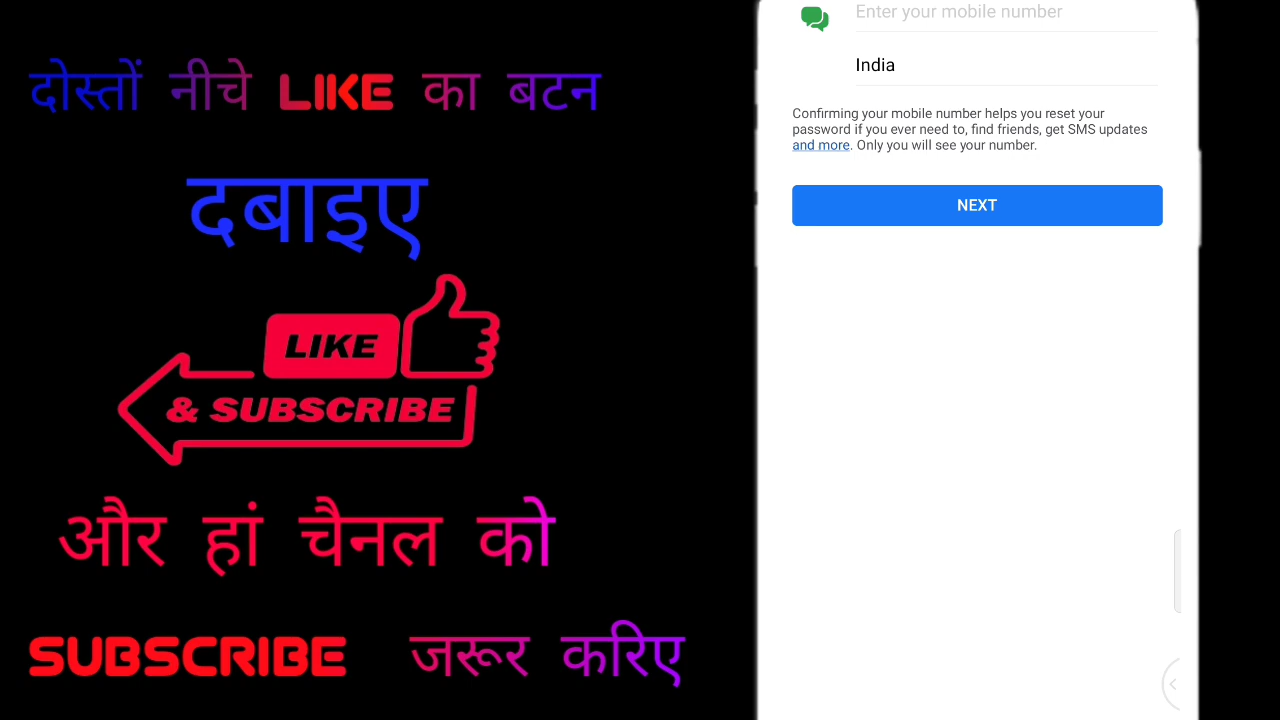 दोस्तों नीचे LIKE का बटन
दबाइए
LIKE
& SUBSCRIBE
और हां चैनल को
SUBSCRIBE जरूर करिए
Enter your mobile number
India
Confirming your mobile number helps you reset your
password if you ever need to, find friends, get SMS updates
and more. Only you will see your number.
NEXT